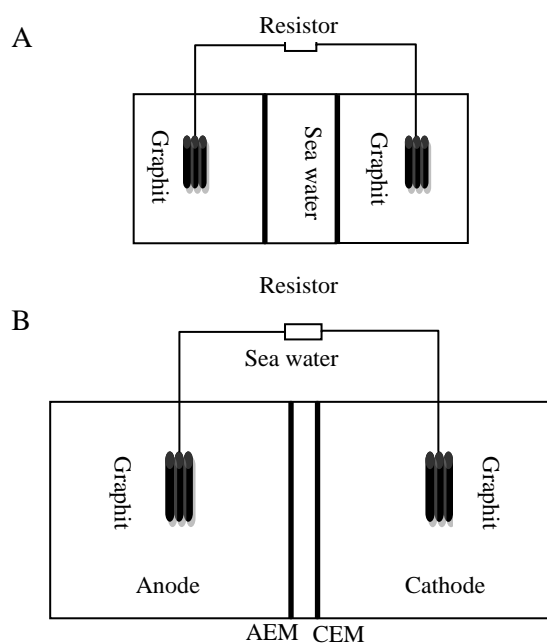 A
Resistor
Graphit
Sea water
Graphit
Resistor
B
Sea water
Graphit
Graphit
Anode
Cathode
AEM CEM